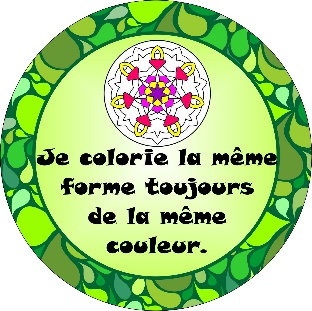 Je colorie la même
forme toujours
de la même
couleur.